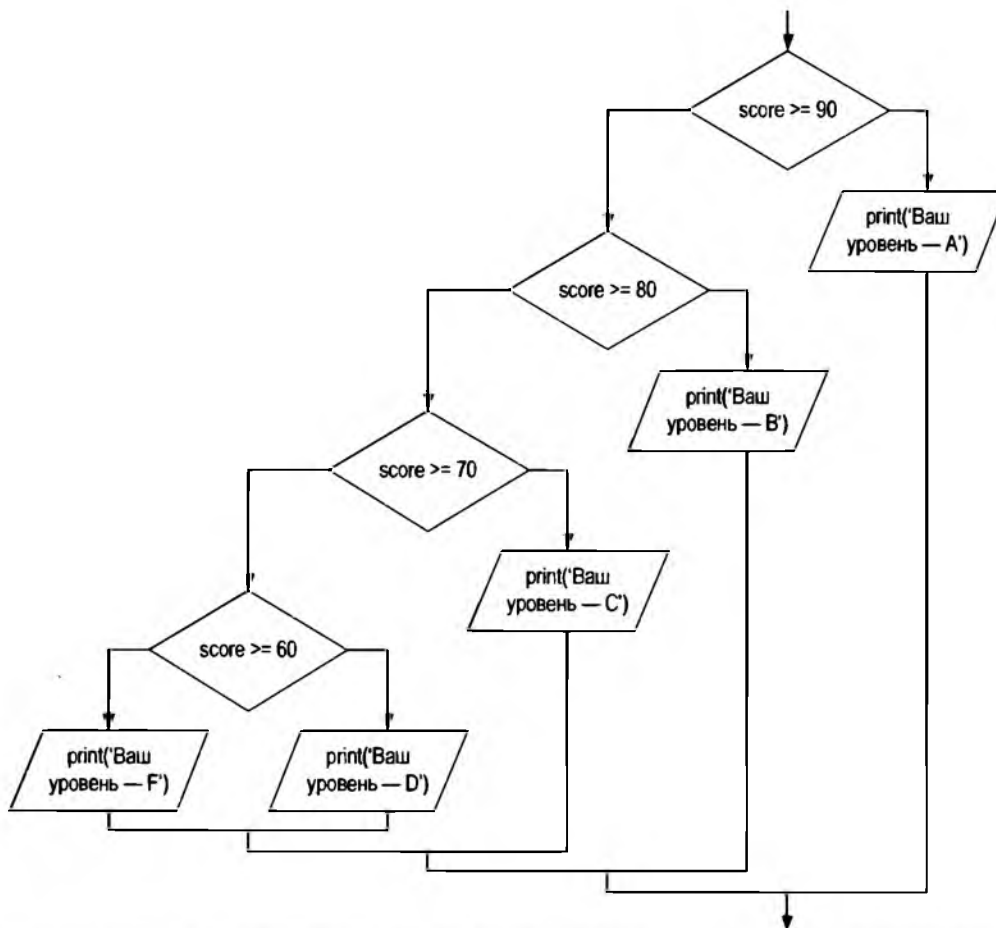 score >= 90
print('Ваш
уровень — A')
score >= 80
print('Ваш
уровень — B')
score >= 70
print('Ваш
уровень — C')
score >= 60
print('Ваш
уровень — F')
print('Ваш
уровень — D')